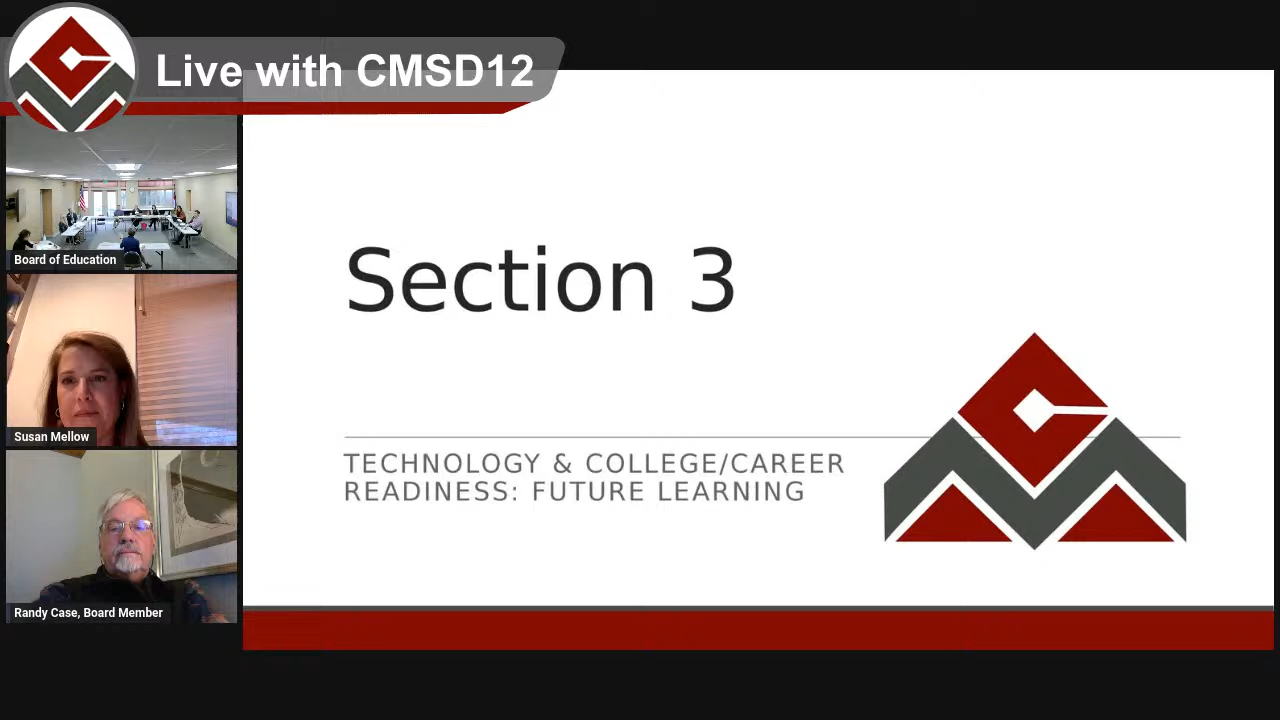 Live with CMSD12
Board of Education
Susan Mellow
Randy Case, Board Member
Section 3
TECHNOLOGY & COLLEGE/CAREER
READINESS: FUTURE LEARNING